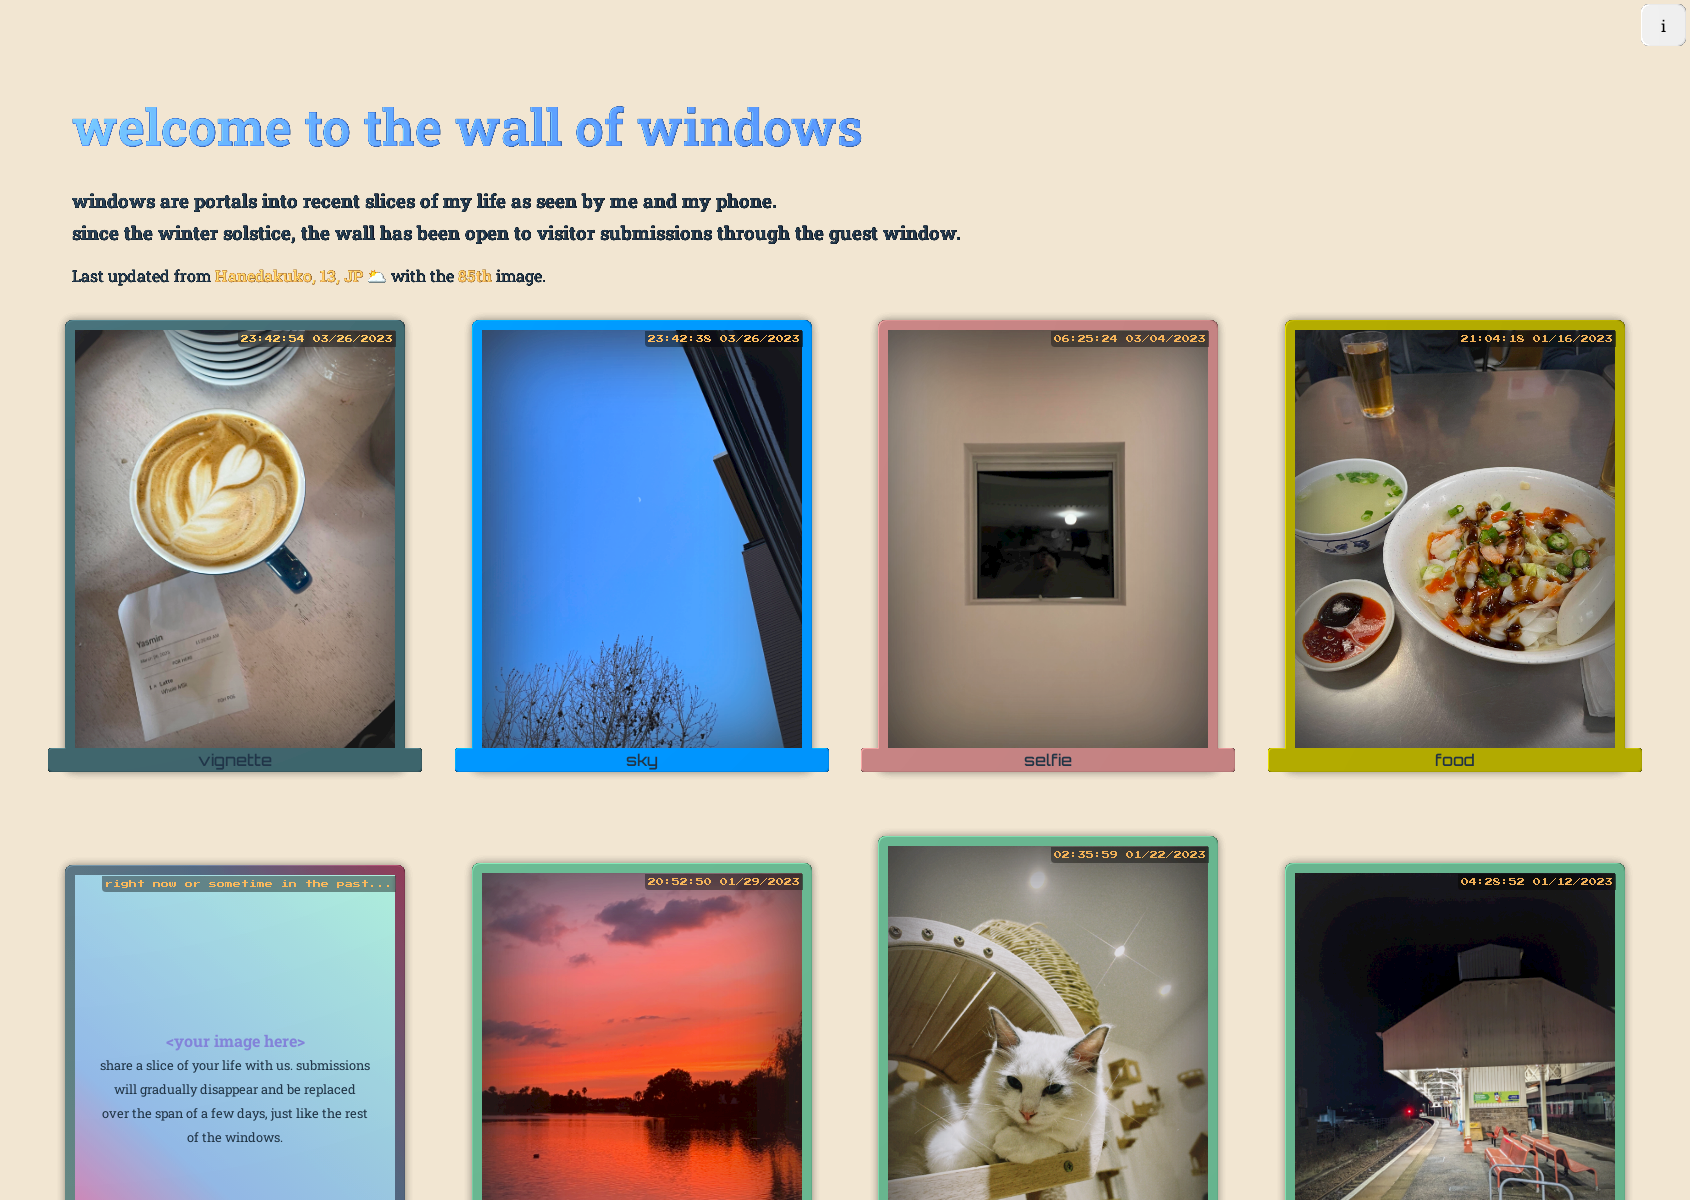 i
welcome to the wall of windows
windows are portals into recent slices of my life as seen by me and my phone.
since the winter solstice, the wall has been open to visitor submissions through the guest window.
Last updated from Hanedakuko, 13, JP 🌥️ with the 85th image.
23:42:54 03/26/2023
23:42:38 03/26/2023
06:25:24 03/04/2023
21:04:18 01/16/2023
Yasmin
1 x Latte
Whole Milk
vignette
sky
selfie
food
right now or sometime in the past...
20:52:50 01/29/2023
02:35:59 01/22/2023
04:28:52 01/12/2023
<your image here>
share a slice of your life with us. submissions
will gradually disappear and be replaced
over the span of a few days, just like the rest
of the windows.